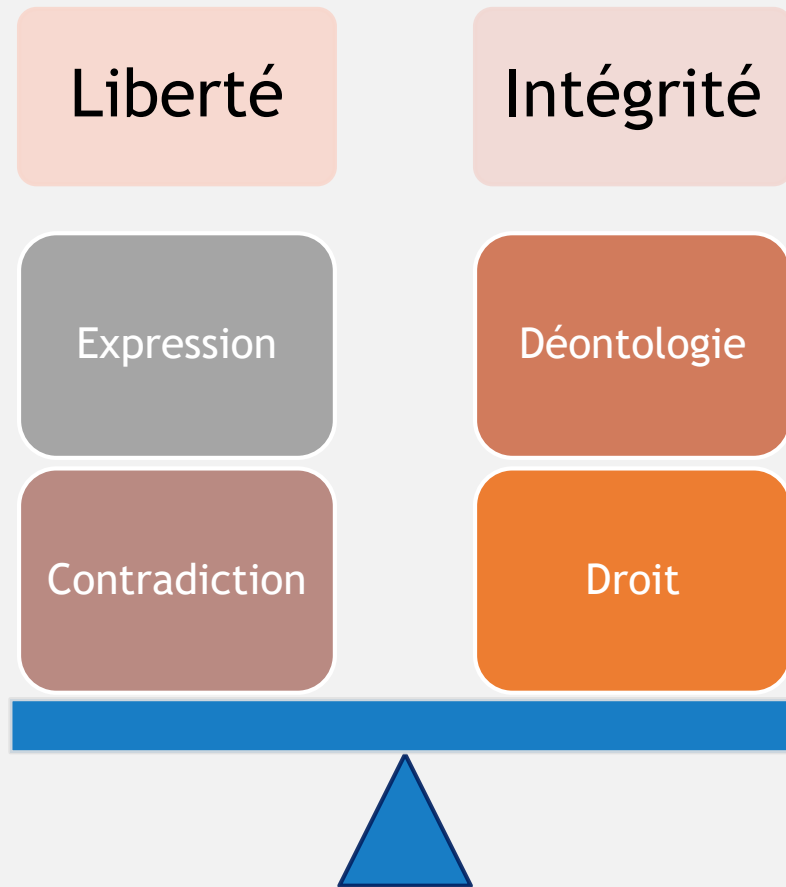 Liberté
Intégrité
Expression
Déontologie
Contradiction
Droit